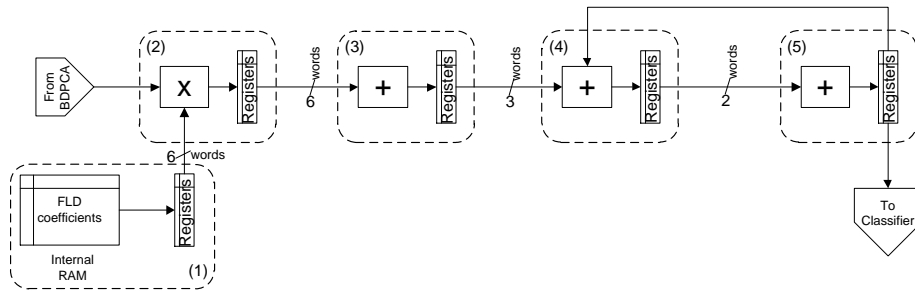 (2)
(3)
(4)
(5)
From
BDPCA
X
Registers
6
words
+
Registers
3
words
+
Registers
2
words
+
Registers
6
words
FLD
coefficients
Registers
Internal
RAM
(1)
To
Classifier